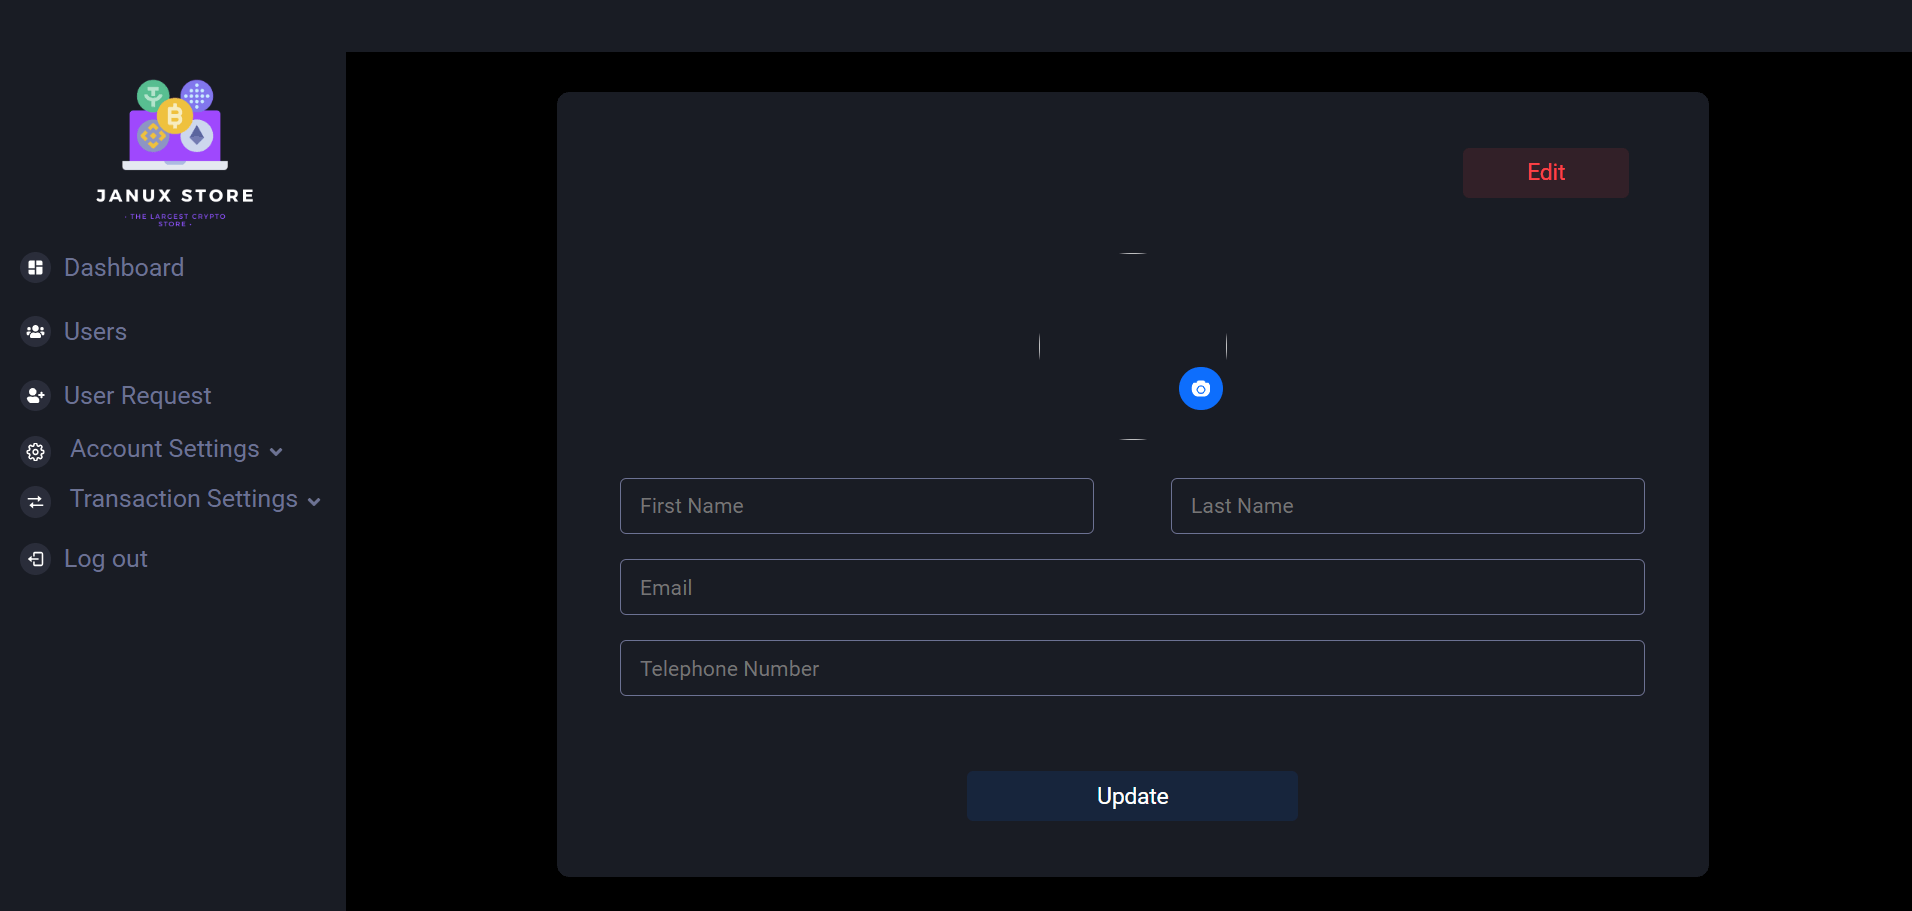 JANUX STORE
- THE LARGEST CRYPTO
STORE -
Dashboard
Users
User Request
Account Settings
Transaction Settings
Log out
Edit
First Name
Last Name
Email
Telephone Number
Update